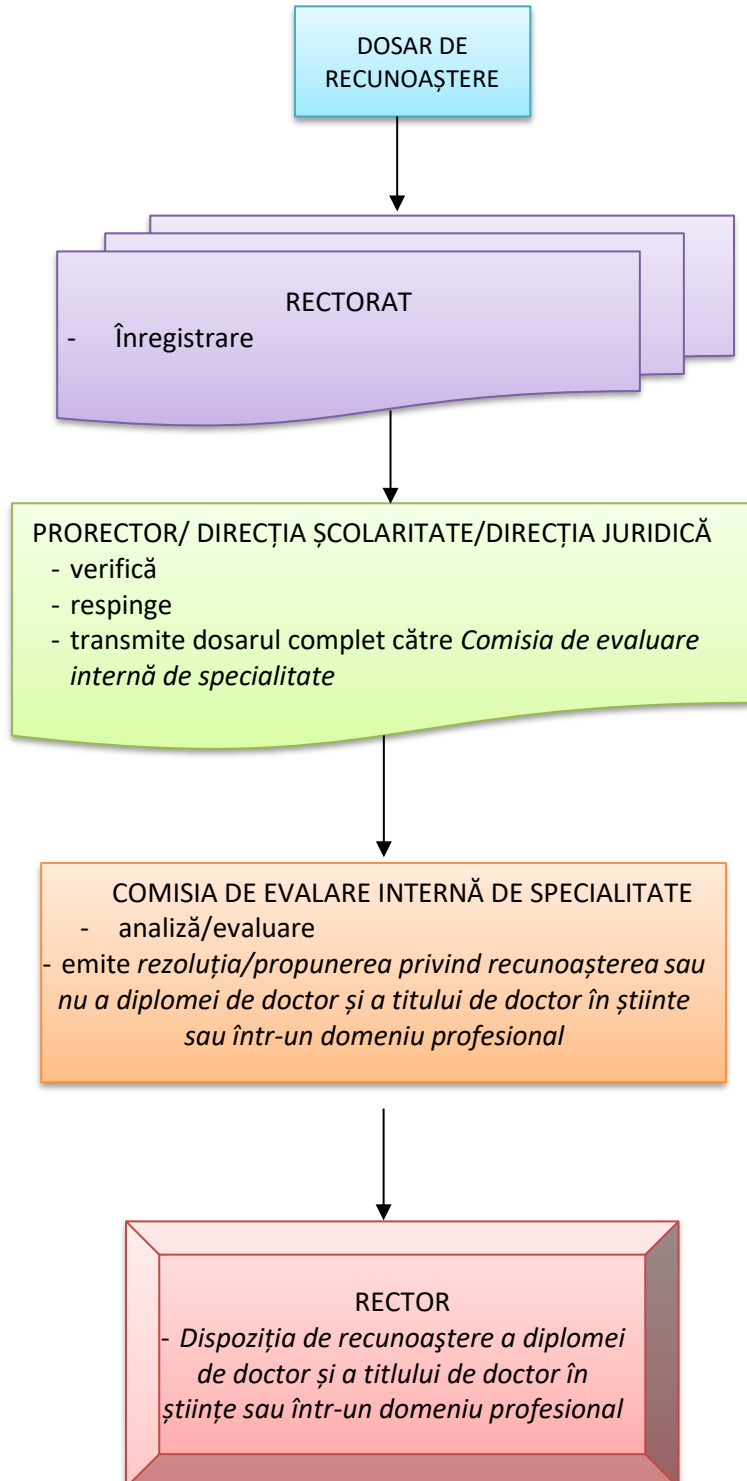 DOSAR DE
RECUNOAȘTERE
RECTORAT
- Înregistrare
PRORECTOR/ DIRECȚIA ȘCOLARITATE/DIRECȚIA JURIDICĂ
- verifică
- respinge
- transmite dosarul complet către Comisia de evaluare
internă de specialitate
COMISIA DE EVALARE INTERNĂ DE SPECIALITATE
- analiză/evaluare
- emite rezoluția/propunerea privind recunoașterea sau
nu a diplomei de doctor și a titului de doctor în științe
sau într-un domeniu profesional
RECTOR
- Dispoziția de recunoaştere a diplomei
de doctor și a titlului de doctor în
științe sau într-un domeniu profesional